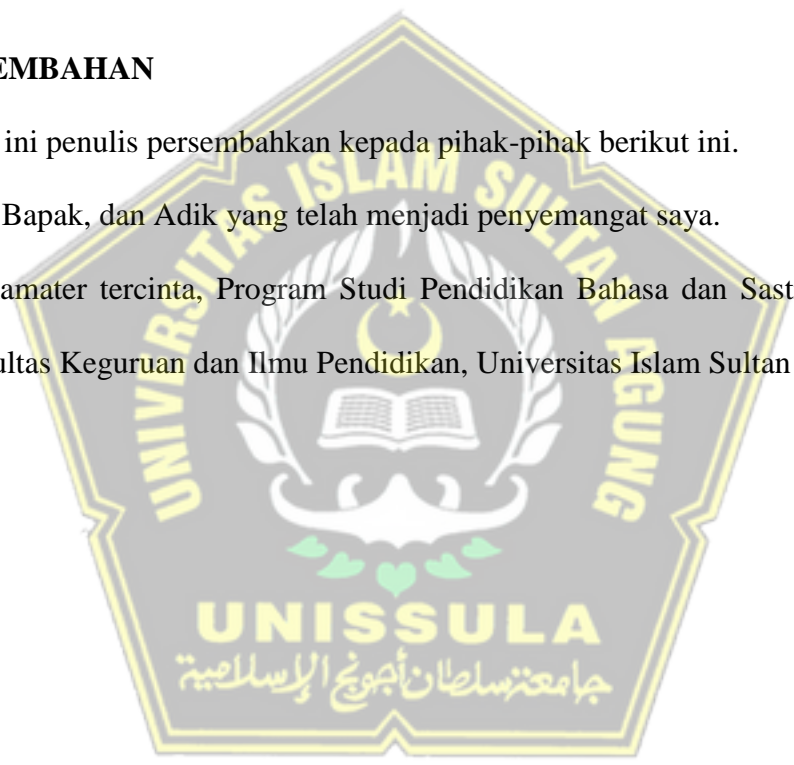 EMBAHAN
ini penulis persembahkan kepada pihak-pihak berikut ini.
Bapak, dan Adik yang telah menjadi penyemangat saya.
amater tercinta, Program Studi Pendidikan Bahasa dan Sast
ultas Keguruan dan Ilmu Pendidikan, Universitas Islam Sultan
UNIVERSITAS ISLAM SULTAN AGUNG
UNISSULA
جامعة سلطان أجونج الإسلامية